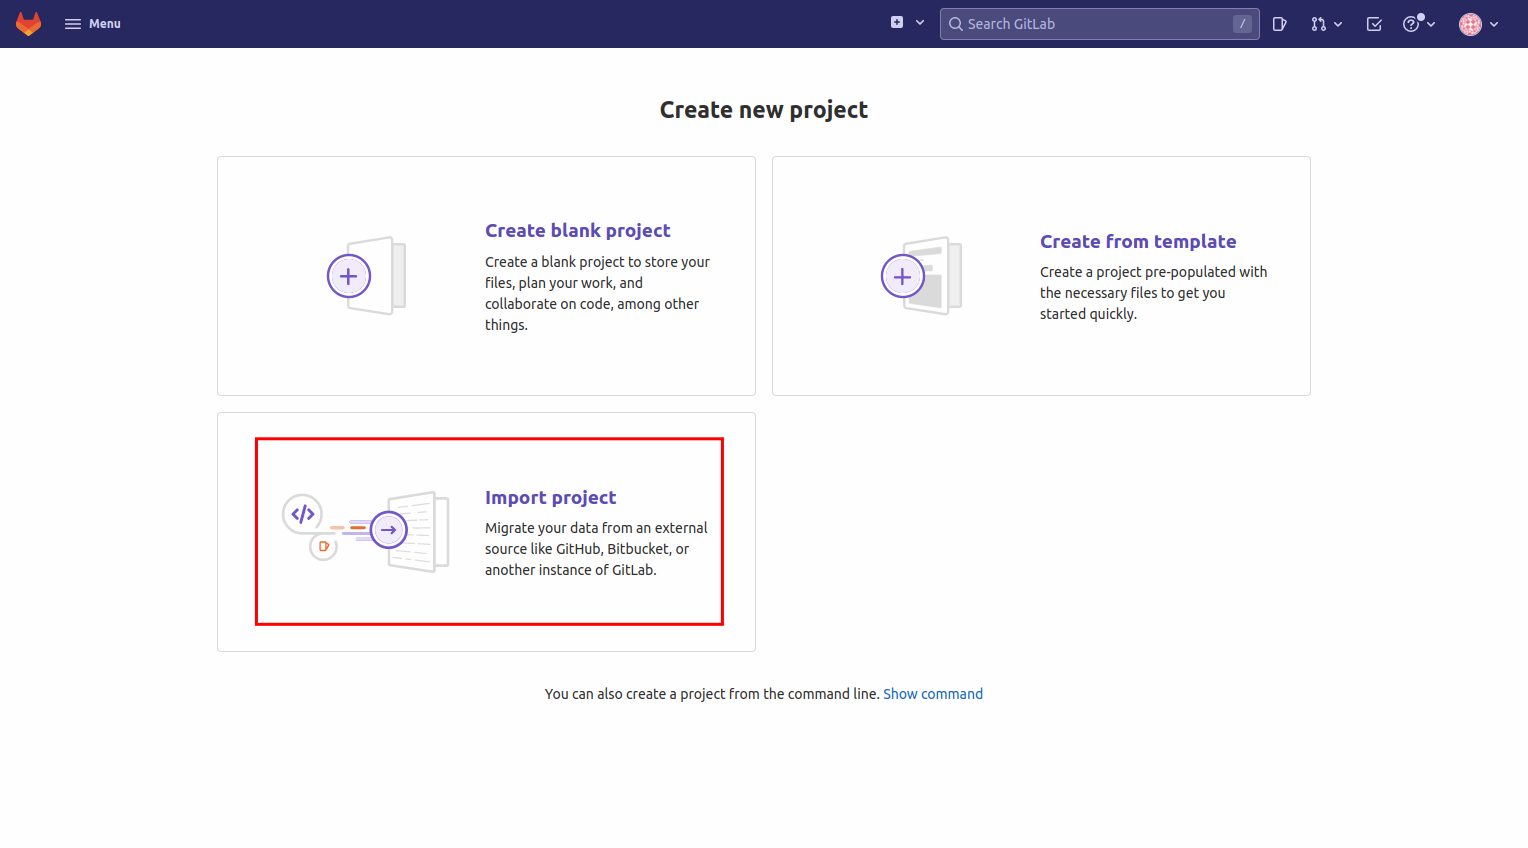 Menu
Search GitLab
/
Create new project
Create blank project
Create a blank project to store your
files, plan your work, and
collaborate on code, among other
things.
Create from template
Create a project pre-populated with
the necessary files to get you
started quickly.
Import project
Migrate your data from an external
source like GitHub, Bitbucket, or
another instance of GitLab.
You can also create a project from the command line. Show command